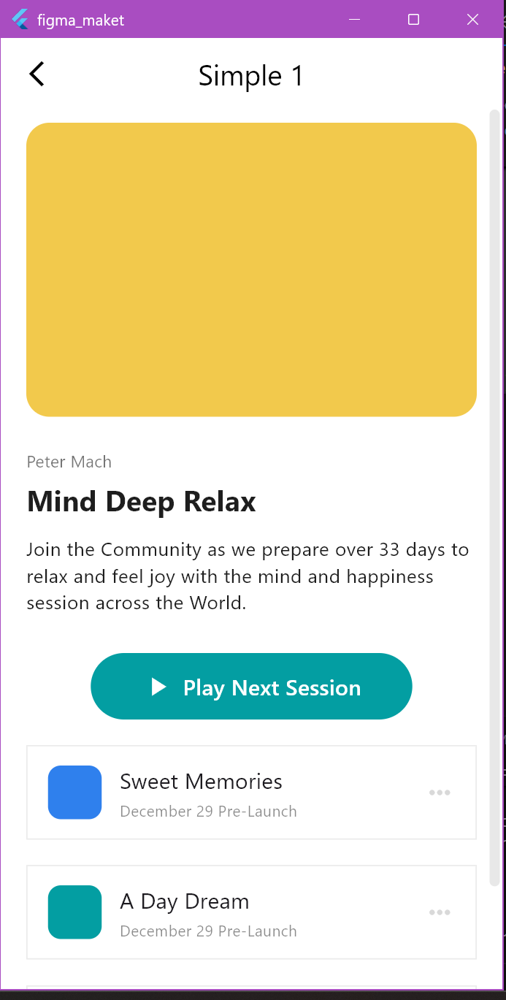 figma_maket
Simple 1
Peter Mach
Mind Deep Relax
Join the Community as we prepare over 33 days to
relax and feel joy with the mind and happiness
session across the World.
Play Next Session
Sweet Memories
December 29 Pre-Launch
A Day Dream
December 29 Pre-Launch